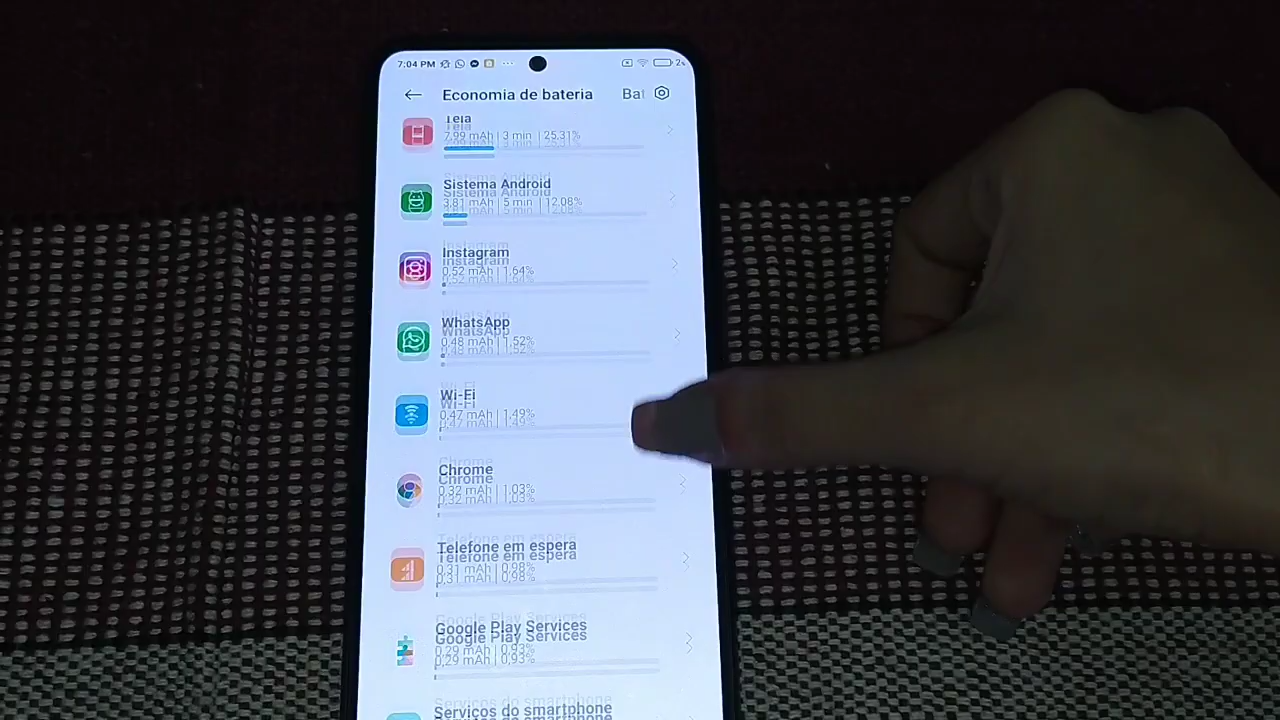 7:04 PM 2%
Economia de bateria Bat
Tela
7,99 mAh | 3 min | 25,31%
Sistema Android
3,81 mAh | 5 min | 12,08%
Instagram
0,52 mAh | 1,64%
WhatsApp
0,48 mAh | 1,52%
Wi-Fi
0,47 mAh | 1,49%
Chrome
0,32 mAh | 1,03%
Telefone em espera
0,31 mAh | 0,98%
Google Play Services
0,29 mAh | 0,93%
Serviços do smartphone